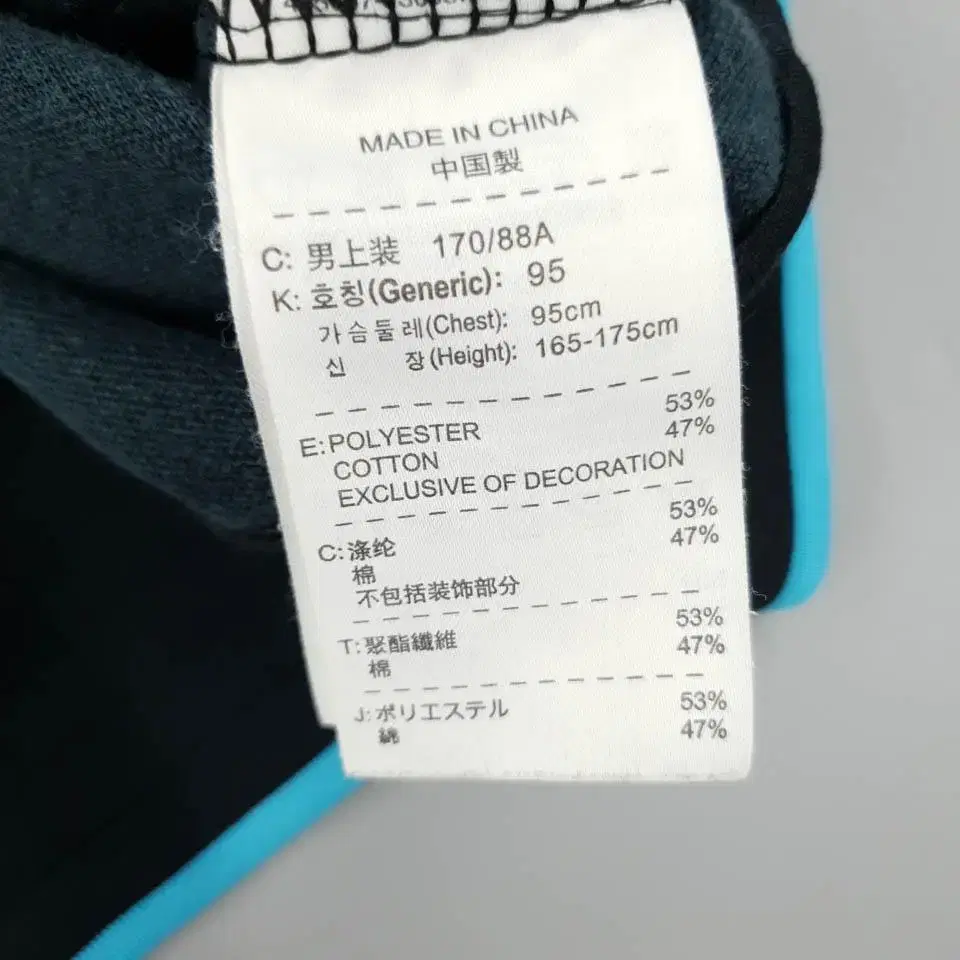 MADE IN CHINA
中国製
C: 男上装 170/88A
K: 호칭(Generic): 95
가슴둘레(Chest): 95cm
신 장(Height): 165-175cm
E:POLYESTER 53%
COTTON 47%
EXCLUSIVE OF DECORATION
C:涤纶 53%
棉 47%
不包括装饰部分
T:聚酯纖維 53%
棉 47%
J:ポリエステル 53%
綿 47%